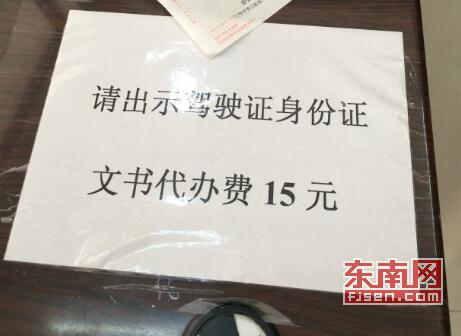 请出示驾驶证身份证
文书代办费 15 元
东南网
fjsen.com